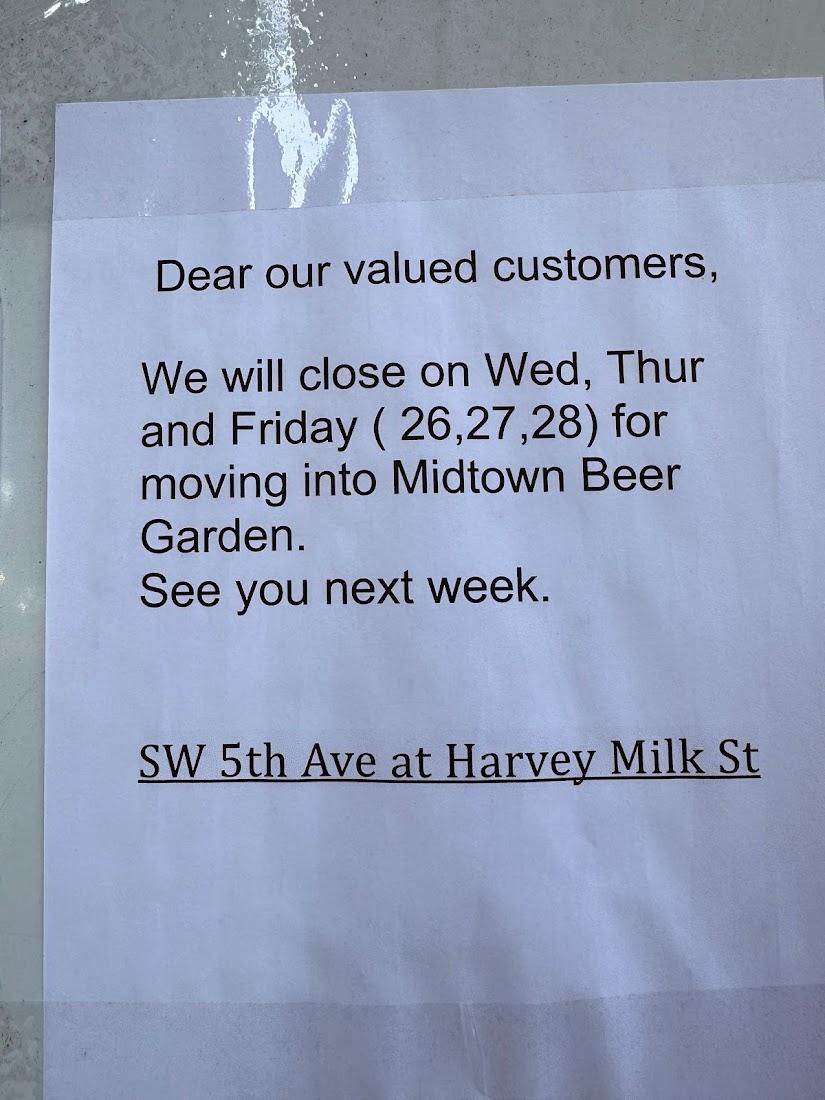 Dear our valued customers,
We will close on Wed, Thur
and Friday ( 26,27,28) for
moving into Midtown Beer
Garden.
See you next week.
SW 5th Ave at Harvey Milk St